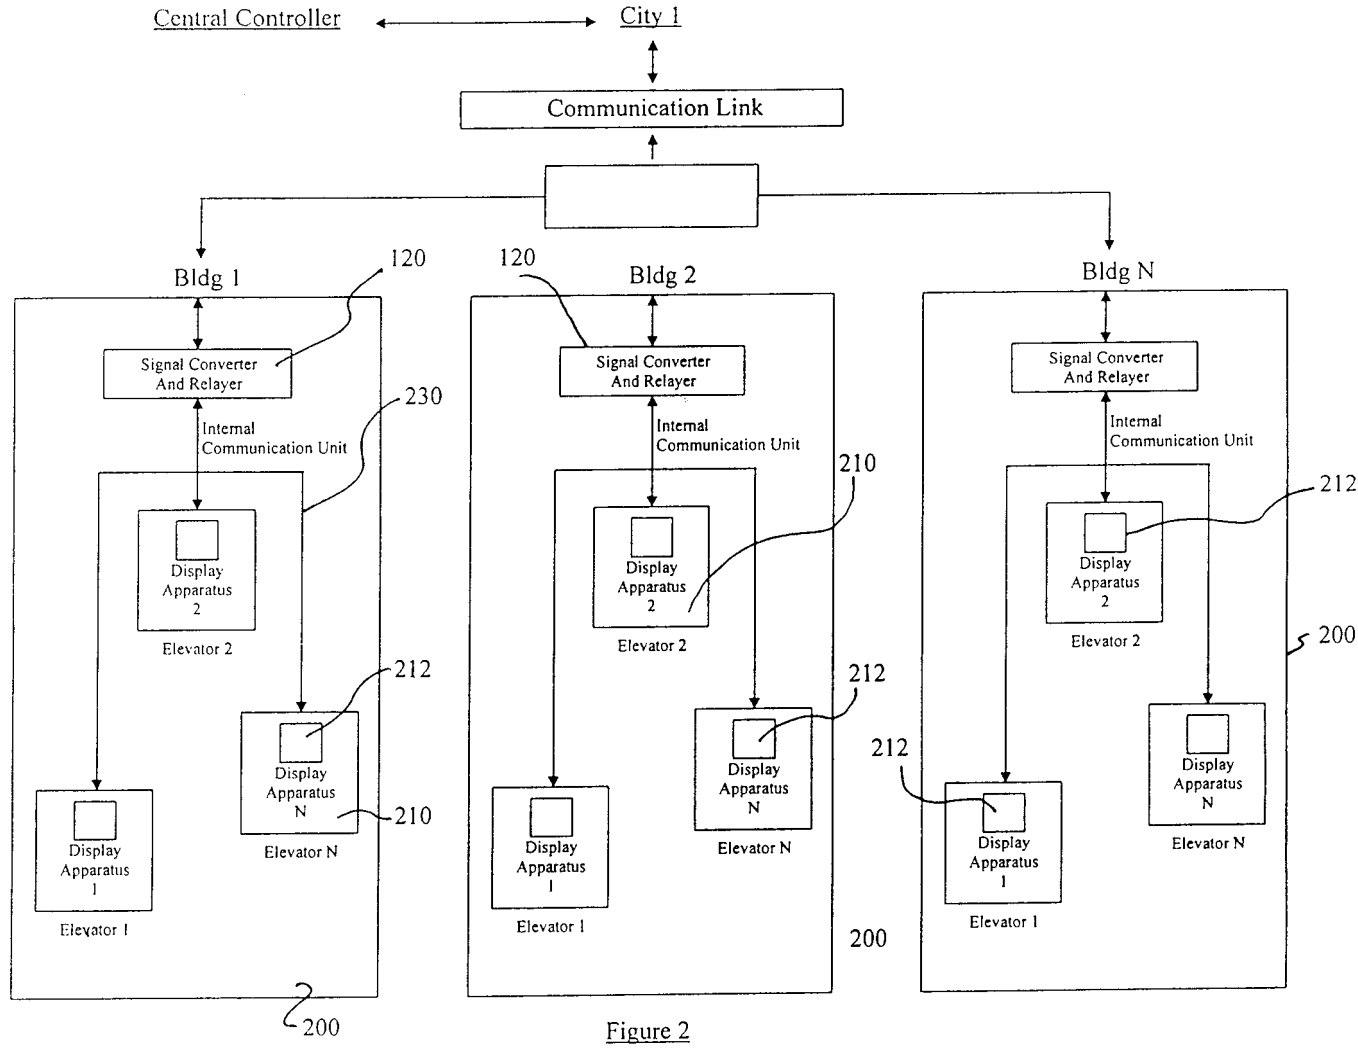 Central Controller
City 1
Communication Link
Bldg 1
120
Bldg 2
120
Bldg N
Signal Converter
And Relayer
Signal Converter
And Relayer
Signal Converter
And Relayer
230
Internal
Communication Unit
Internal
Communication Unit
Internal
Communication Unit
210
212
Display
Apparatus
2
Elevator 2
Display
Apparatus
2
Elevator 2
Display
Apparatus
2
Elevator 2
200
212
212
212
Display
Apparatus
N
210
Elevator N
Display
Apparatus
N
Elevator N
Display
Apparatus
N
Elevator N
Display
Apparatus
1
Elevator 1
Display
Apparatus
1
Elevator 1
Display
Apparatus
1
Elevator 1
200
200
Figure 2